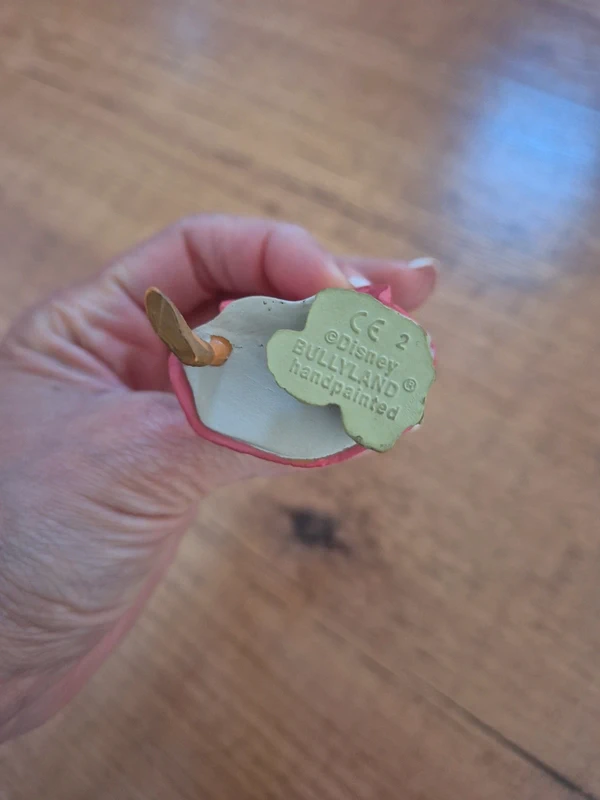 CE 2
©Disney
BULLYLAND ®
handpainted